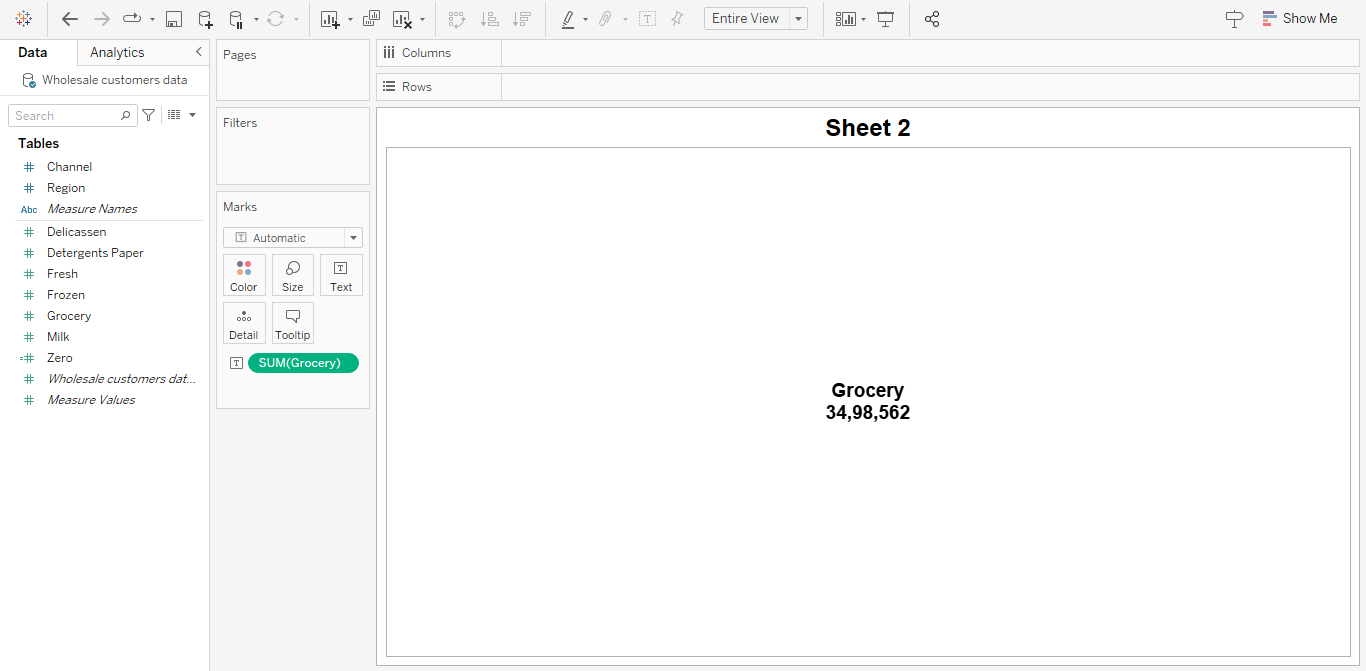 Entire View
Show Me
Data
Analytics
Wholesale customers data
Search
Tables
# Channel
# Region
Abc Measure Names
# Delicassen
# Detergents Paper
# Fresh
# Frozen
# Grocery
# Milk
=# Zero
# Wholesale customers dat...
# Measure Values
Pages
Filters
Marks
T Automatic
Color
Size
T Text
Detail
Tooltip
T SUM(Grocery)
Columns
Rows
Sheet 2
Grocery
34,98,562